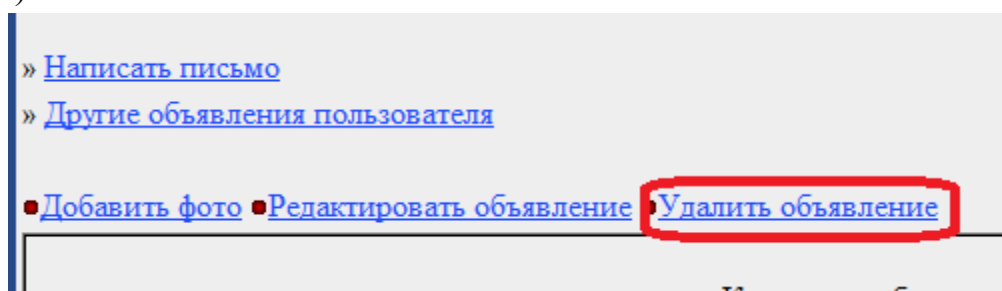 » Написать письмо
» Другие объявления пользователя
Добавить фото Редактировать объявление Удалить объявление